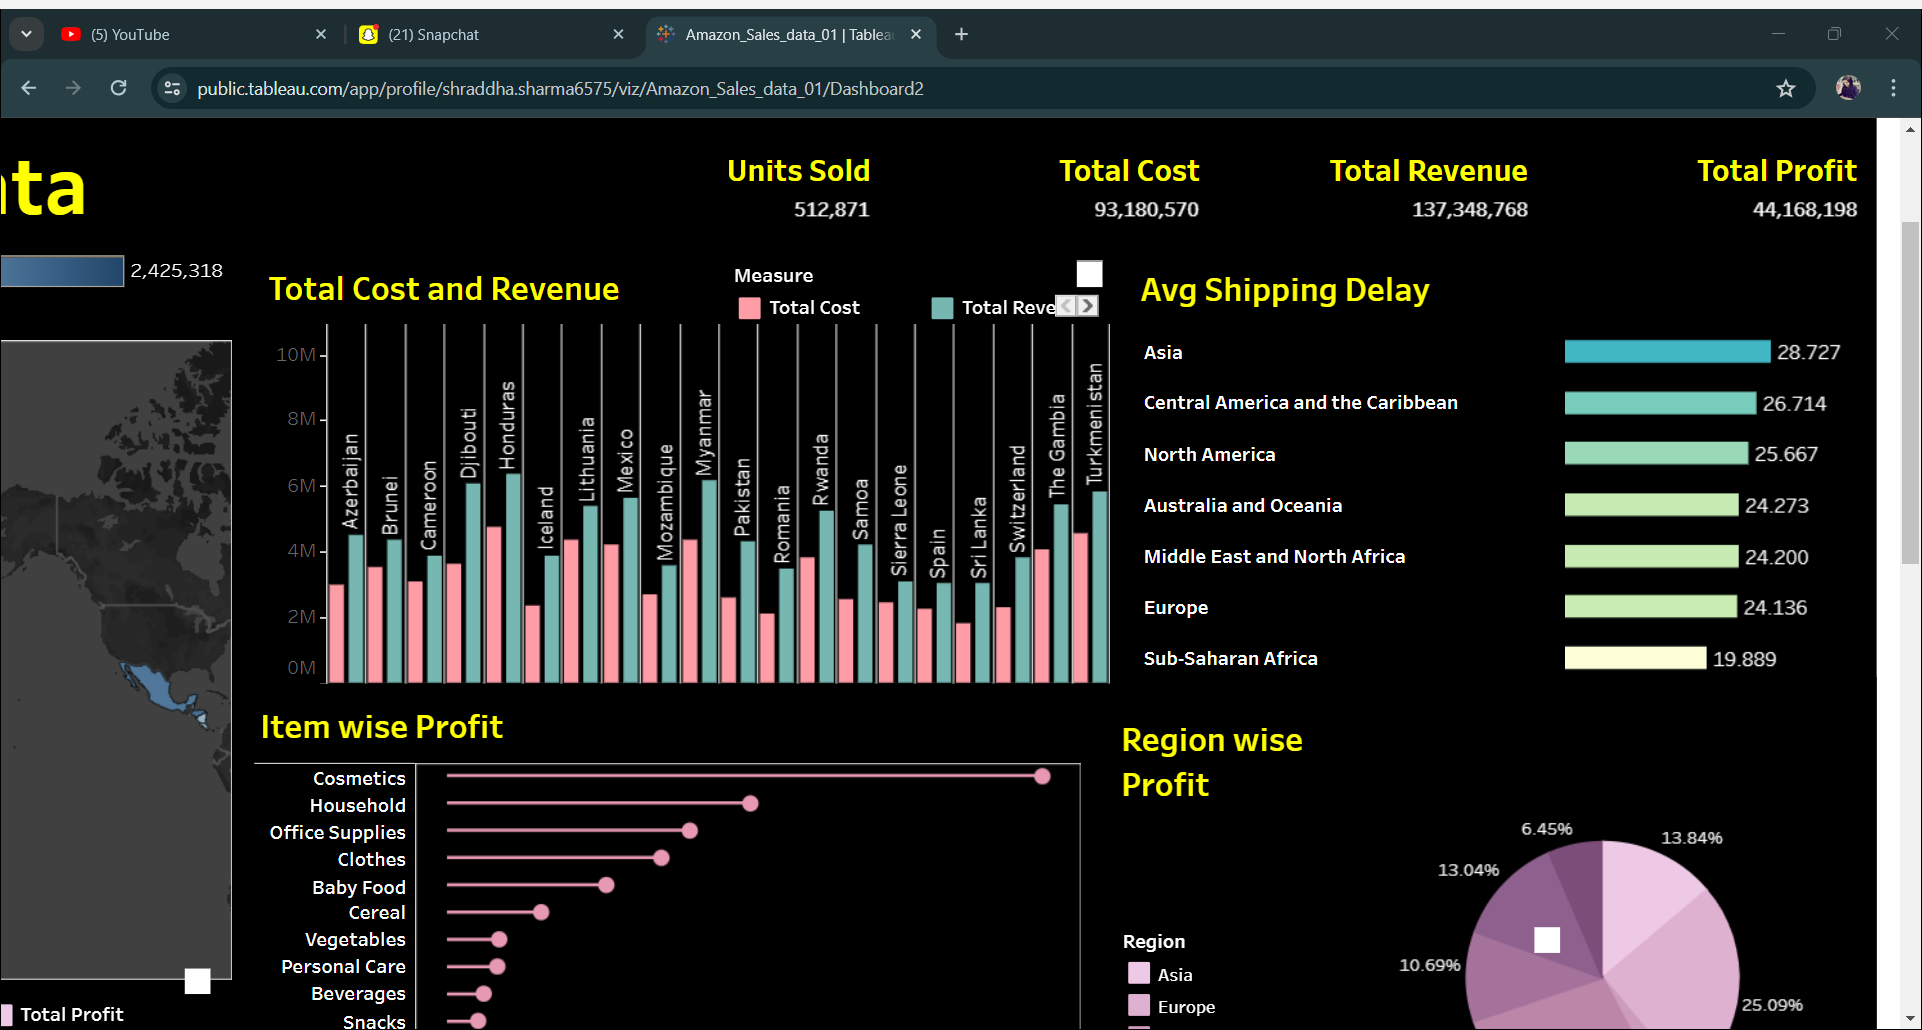 (5) YouTube
(21) Snapchat
Amazon_Sales_data_01 | Tablea
public.tableau.com/app/profile/shraddha.sharma6575/viz/Amazon_Sales_data_01/Dashboard2
ata
Units Sold
512,871
Total Cost
93,180,570
Total Revenue
137,348,768
Total Profit
44,168,198
2,425,318
Total Cost and Revenue
Measure
Total Cost
Total Reve
10M
8M
6M
4M
2M
0M
Azerbaijan
Brunei
Cameroon
Djibouti
Honduras
Iceland
Lithuania
Mexico
Mozambique
Myanmar
Pakistan
Romania
Rwanda
Samoa
Sierra Leone
Spain
Sri Lanka
Switzerland
The Gambia
Turkmenistan
Avg Shipping Delay
Asia 28.727
Central America and the Caribbean 26.714
North America 25.667
Australia and Oceania 24.273
Middle East and North Africa 24.200
Europe 24.136
Sub-Saharan Africa 19.889
Item wise Profit
Cosmetics
Household
Office Supplies
Clothes
Baby Food
Cereal
Vegetables
Personal Care
Beverages
Snacks
Region wise
Profit
6.45%
13.84%
13.04%
10.69%
25.09%
Region
Asia
Europe
Total Profit